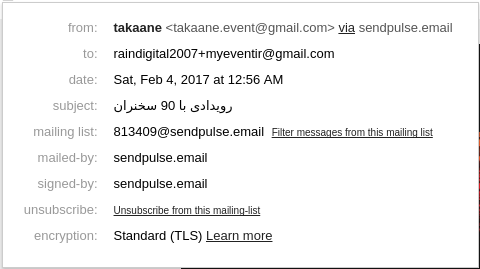 from: takaane <takaane.event@gmail.com> via sendpulse.email
to: raindigital2007+myeventir@gmail.com
date: Sat, Feb 4, 2017 at 12:56 AM
subject: رویدادی با 90 سخنران
mailing list: 813409@sendpulse.email Filter messages from this mailing list
mailed-by: sendpulse.email
signed-by: sendpulse.email
unsubscribe: Unsubscribe from this mailing-list
encryption: Standard (TLS) Learn more